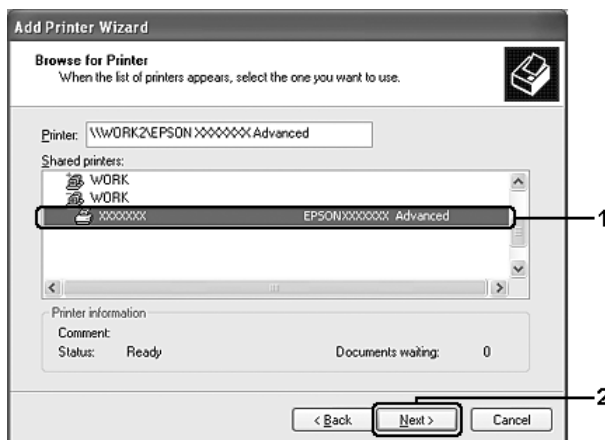 Add Printer Wizard
Browse for Printer
When the list of printers appears, select the one you want to use.
Printer: \\WORK2\EPSON XXXXXXX Advanced
Shared printers:
WORK
WORK
XXXXXXX EPSONXXXXXXX Advanced 1
Printer information
Comment:
Status: Ready Documents waiting: 0
2
< Back Next > Cancel